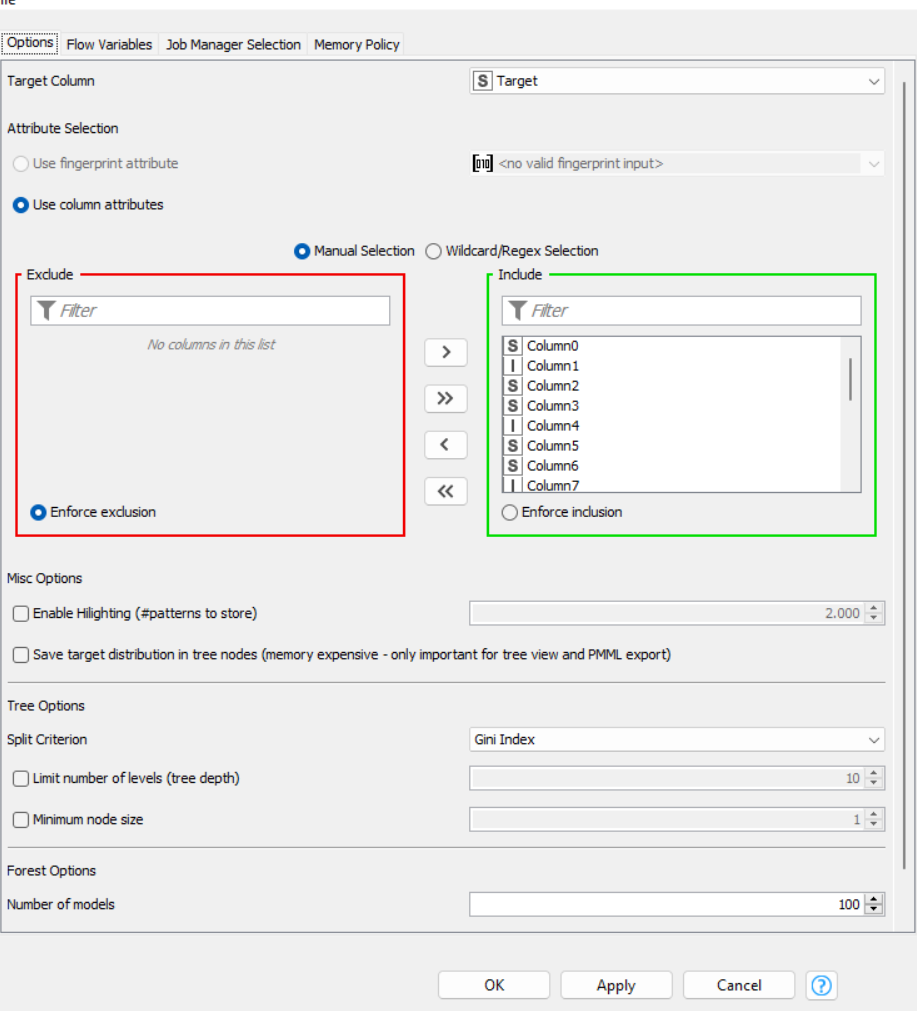 File
Options Flow Variables Job Manager Selection Memory Policy
Target Column S Target
Attribute Selection
Use fingerprint attribute [010] <no valid fingerprint input>
Use column attributes
Manual Selection Wildcard/Regex Selection
Exclude Include
Filter Filter
No columns in this list
S Column0
I Column1
S Column2
S Column3
I Column4
S Column5
S Column6
I Column7
> 
>>
<
<<
Enforce exclusion Enforce inclusion
Misc Options
Enable Hilighting (#patterns to store) 2.000
Save target distribution in tree nodes (memory expensive - only important for tree view and PMML export)
Tree Options
Split Criterion Gini Index
Limit number of levels (tree depth) 10
Minimum node size 1
Forest Options
Number of models 100
OK Apply Cancel ?